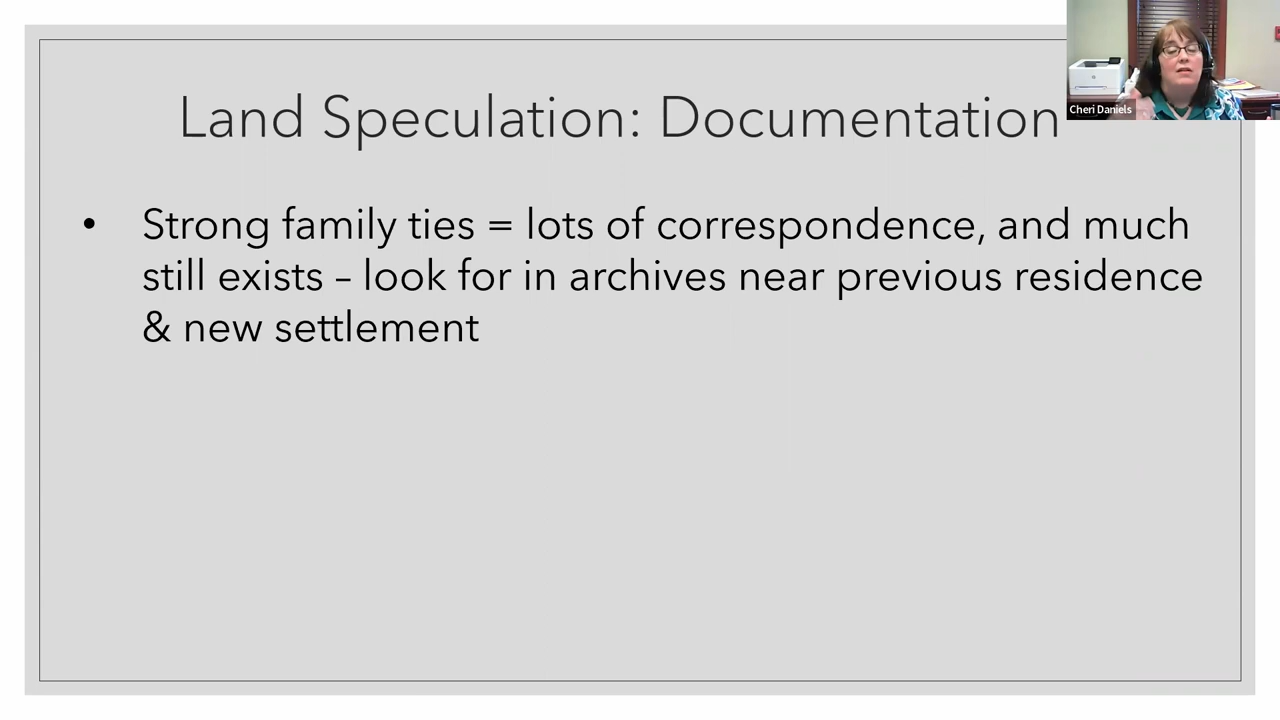 Land Speculation: Documentation
Cheri Daniels
• Strong family ties = lots of correspondence, and much
still exists – look for in archives near previous residence
& new settlement